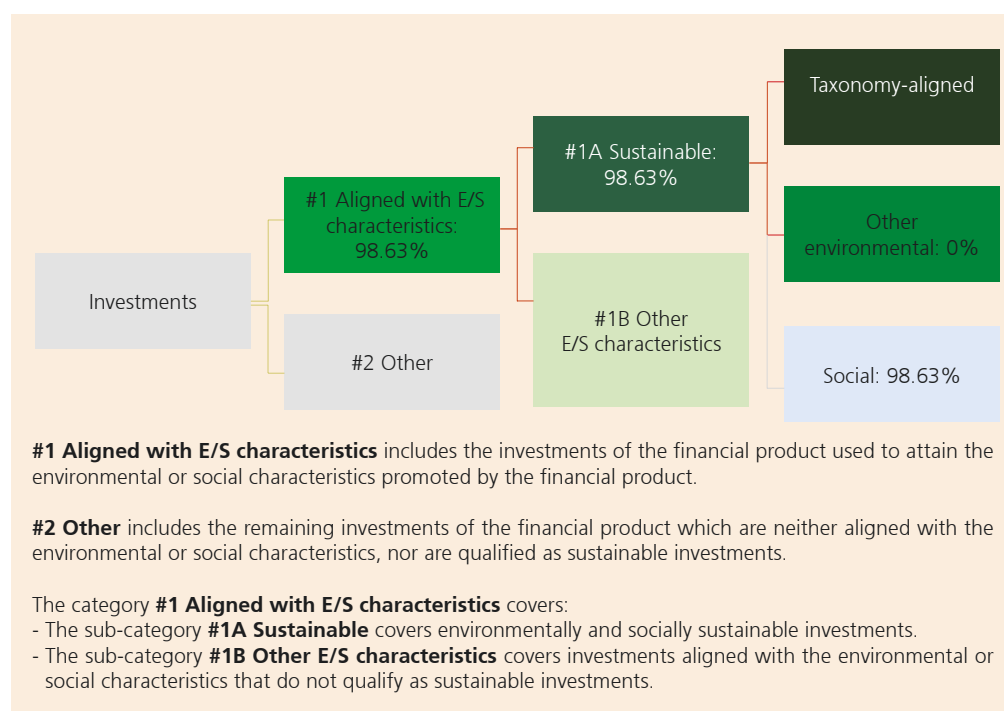 Taxonomy-aligned
#1A Sustainable:
98.63%
#1 Aligned with E/S
characteristics:
98.63%
Other
environmental: 0%
Investments
#1B Other
E/S characteristics
#2 Other
Social: 98.63%
#1 Aligned with E/S characteristics includes the investments of the financial product used to attain the
environmental or social characteristics promoted by the financial product.
#2 Other includes the remaining investments of the financial product which are neither aligned with the
environmental or social characteristics, nor are qualified as sustainable investments.
The category #1 Aligned with E/S characteristics covers:
- The sub-category #1A Sustainable covers environmentally and socially sustainable investments.
- The sub-category #1B Other E/S characteristics covers investments aligned with the environmental or
social characteristics that do not qualify as sustainable investments.